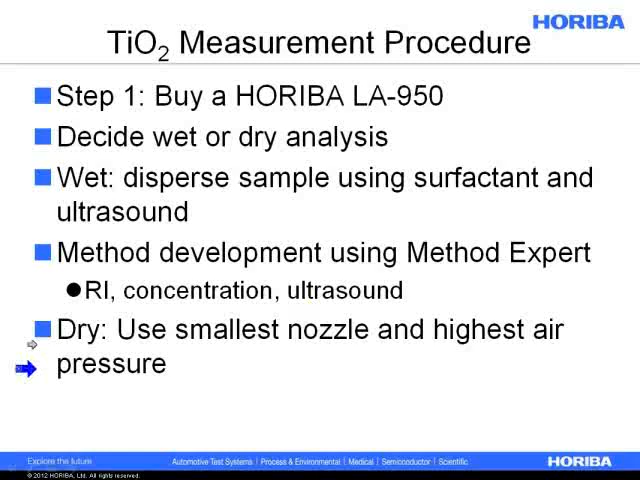 HORIBA
TiO2 Measurement Procedure
Step 1: Buy a HORIBA LA-950
Decide wet or dry analysis
Wet: disperse sample using surfactant and
ultrasound
Method development using Method Expert
RI, concentration, ultrasound
Dry: Use smallest nozzle and highest air
pressure
Explore the future
Automotive Test Systems | Process & Environmental | Medical | Semiconductor | Scientific
HORIBA
© 2012 HORIBA, Ltd. All rights reserved.